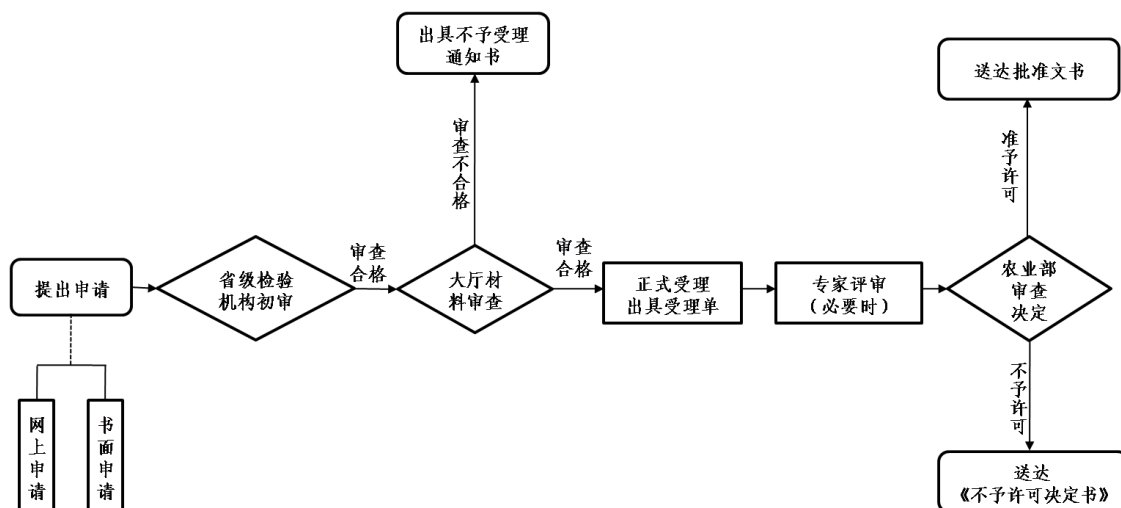 出具不予受理
通知书
送达批准文书
审查不合格
准予许可
提出申请
省级检验
机构初审
审查
合格
大厅材
料审查
审查
合格
正式受理
出具受理单
专家评审
（必要时）
农业部
审查
决定
网上申请
书面申请
不予许可
送达
《不予许可决定书》